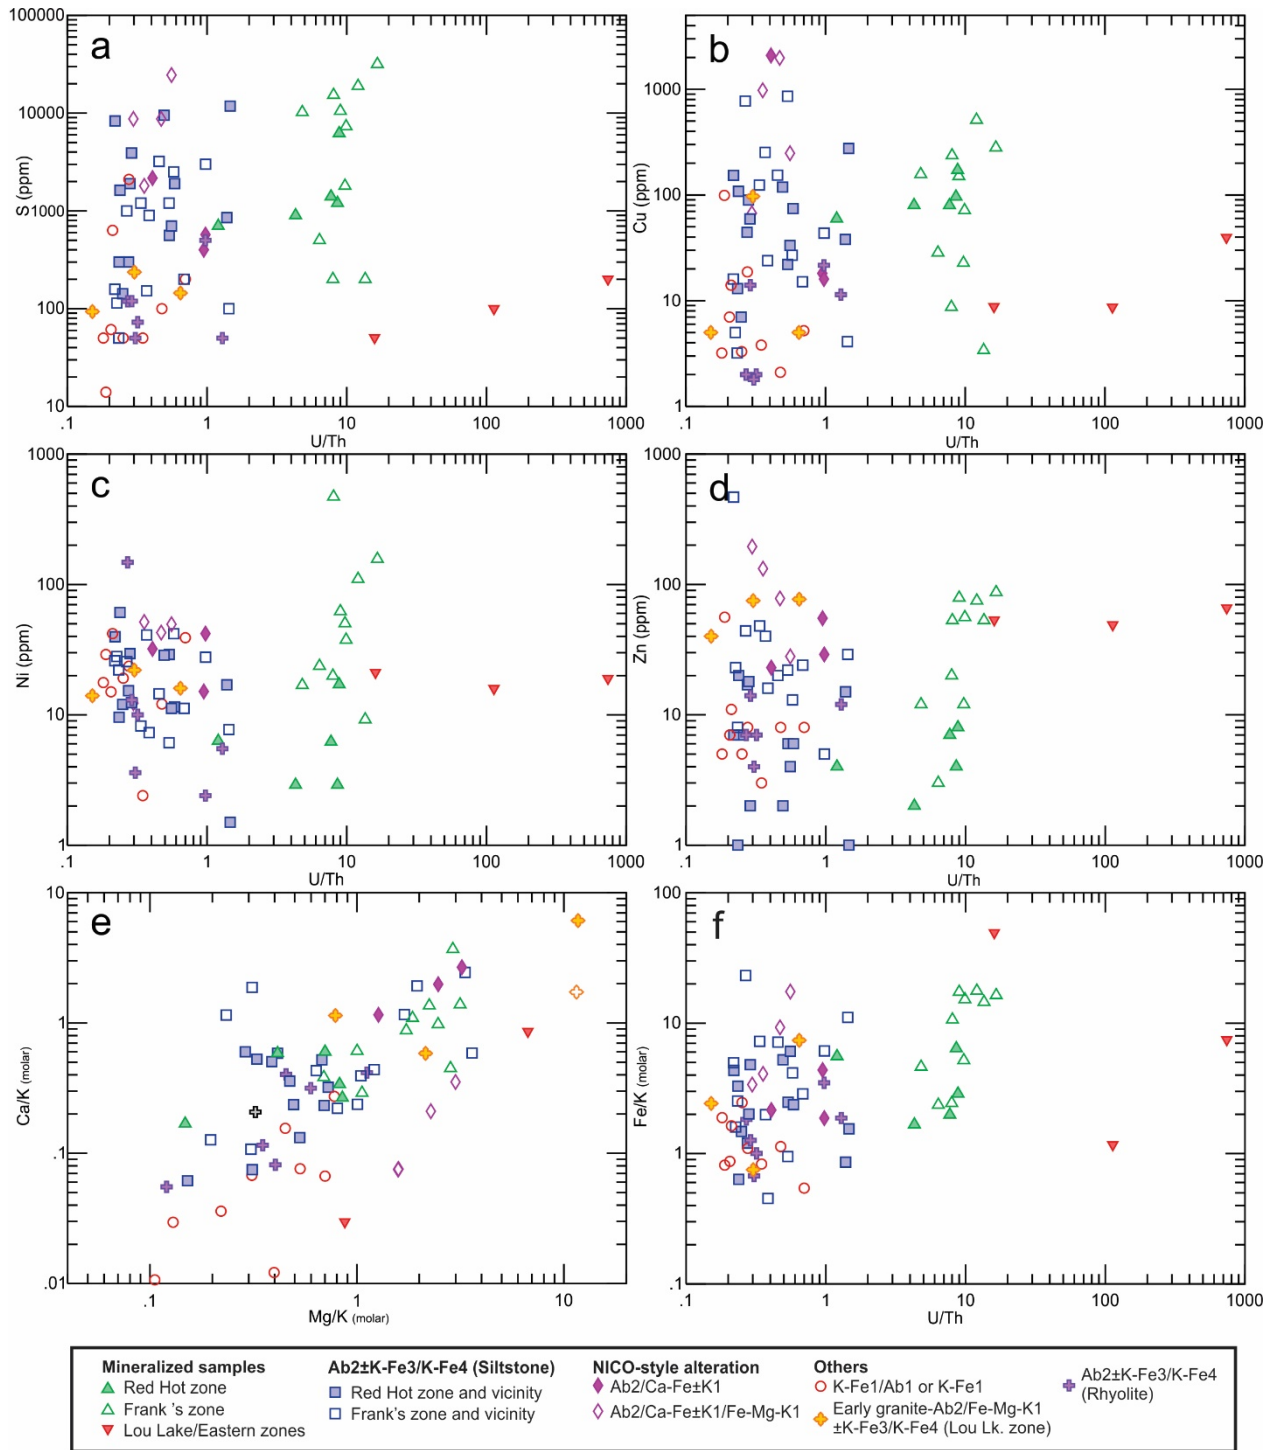 a
100000
10000
1000
100
10
S (ppm)
.1 1 10 100 1000
U/Th
b
1000
100
10
1
Cu (ppm)
.1 1 10 100 1000
U/Th
c
1000
100
10
1
Ni (ppm)
.1 1 10 100 1000
U/Th
d
1000
100
10
1
Zn (ppm)
.1 1 10 100 1000
U/Th
e
10
1
.1
.01
Ca/K (molar)
.1 1 10
Mg/K (molar)
f
100
10
1
.1
Fe/K (molar)
.1 1 10 100 1000
U/Th
Mineralized samples
Red Hot zone
Frank 's zone
Lou Lake/Eastern zones
Ab2±K-Fe3/K-Fe4 (Siltstone)
Red Hot zone and vicinity
Frank's zone and vicinity
NICO-style alteration
Ab2/Ca-Fe±K1
Ab2/Ca-Fe±K1/Fe-Mg-K1
Others
K-Fe1/Ab1 or K-Fe1
Early granite-Ab2/Fe-Mg-K1
±K-Fe3/K-Fe4 (Lou Lk. zone)
Ab2±K-Fe3/K-Fe4
(Rhyolite)